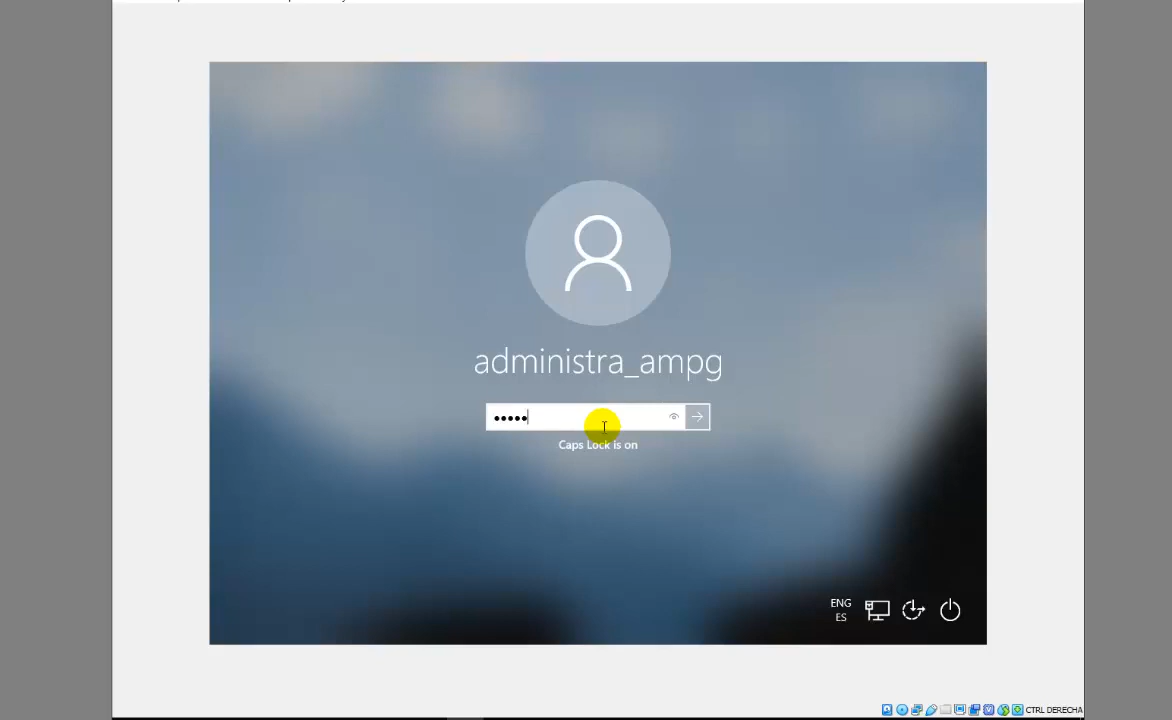 administra_ampg
•••••
Caps Lock is on
ENG
ES
CTRL DERECHA